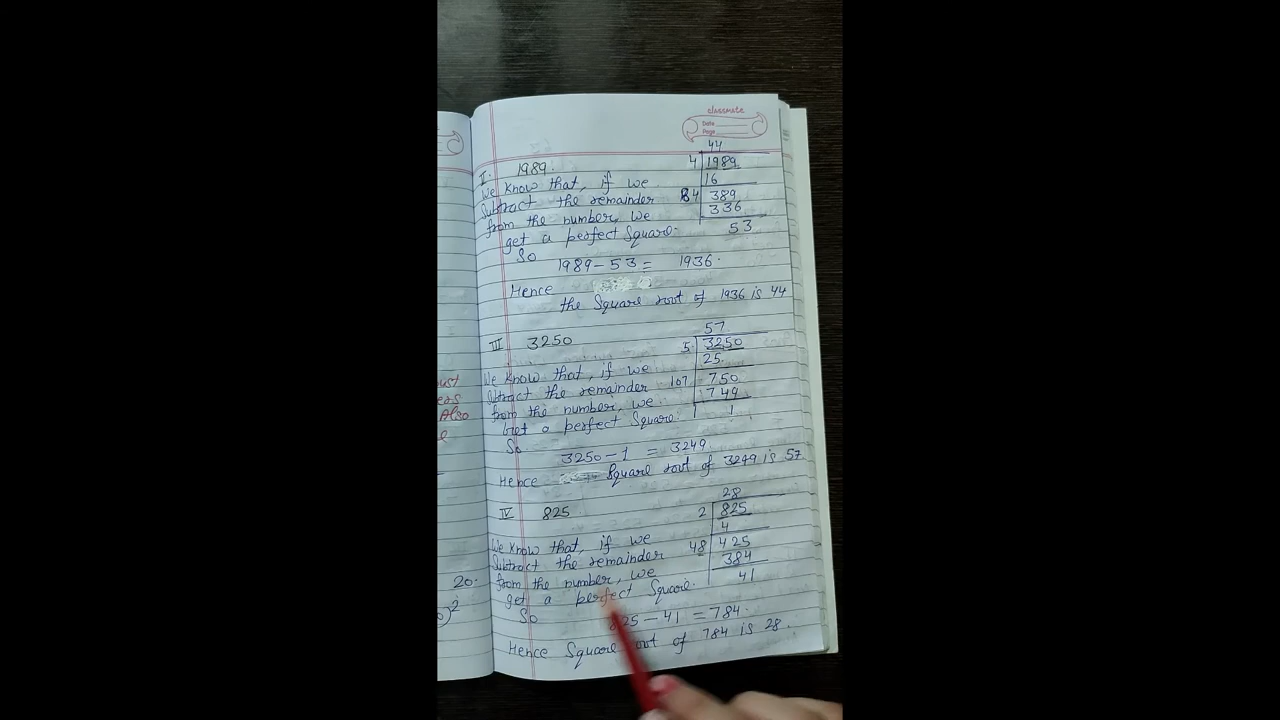 classmate
Date
Page
I. 1989.
We know that, if we
Subtract the remainder
from the number, we
get a perfect Square.
So
1989 - 53 = 1936.
Hence
the Square root of 1936 is 44
44
4 1989
16
84 389
336
53
III 3250
We know that, if we
Subtract the remainder
from the number, we
get a perfect Square.
So
3250 - 1 = 3249.
Hence Square root of 3249 is 57
57
5 3250
25
107 750
749
1
IV 825
We know that, if we
Subtract the remainder
from the number, we
get a perfect Square.
So
825 - 41 = 784.
Hence Square root of 784 is 28.
28
2 825
4
48 425
384
41
Also
20.
)²